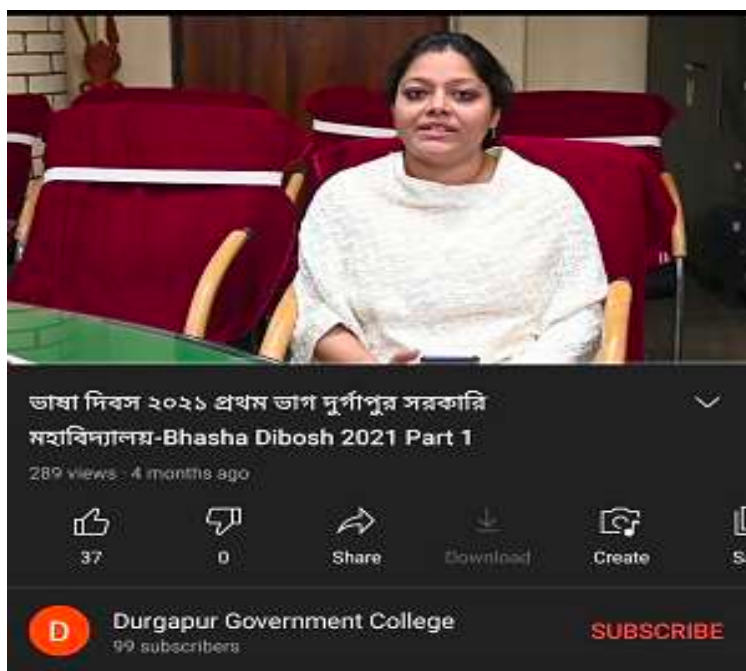 ভাষা দিবস ২০২১ প্রথম ভাগ দুর্গাপুর সরকারি
মহাবিদ্যালয়-Bhasha Dibosh 2021 Part 1
289 views · 4 months ago
37
0
Share
Download
Create
D
Durgapur Government College
99 subscribers
SUBSCRIBE